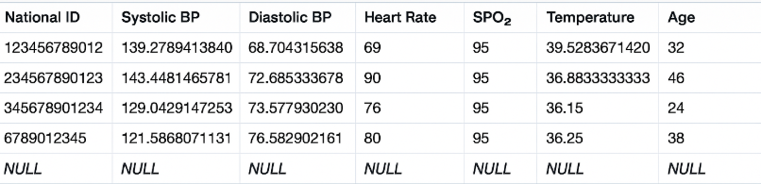 National ID Systolic BP Diastolic BP Heart Rate SPO₂ Temperature Age
123456789012 139.2789413840 68.704315638 69 95 39.5283671420 32
234567890123 143.4481465781 72.685333678 90 95 36.8833333333 46
345678901234 129.0429147253 73.577930230 76 95 36.15 24
6789012345 121.5868071131 76.582902161 80 95 36.25 38
NULL NULL NULL NULL NULL NULL NULL